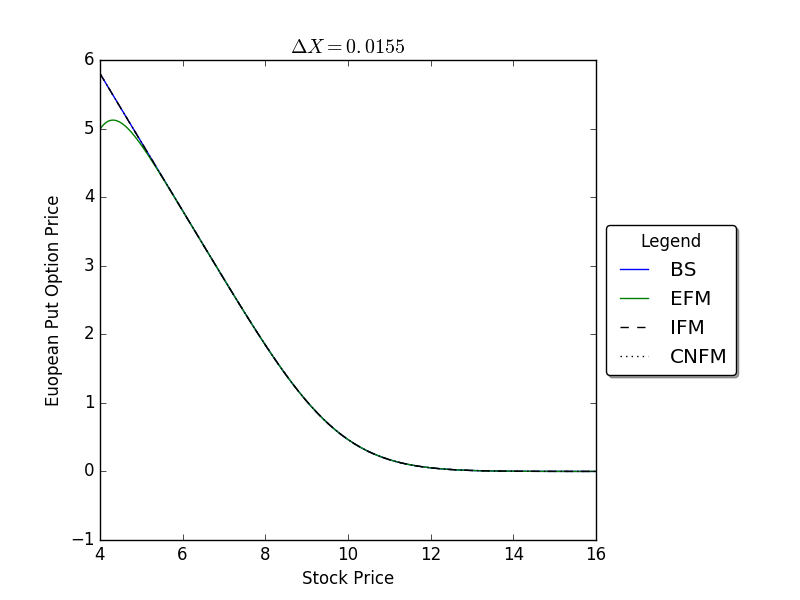 ΔX = 0.0155
6
5
4
3
2
1
0
−1
Euopean Put Option Price
4 6 8 10 12 14 16
Stock Price
Legend
BS
EFM
IFM
CNFM